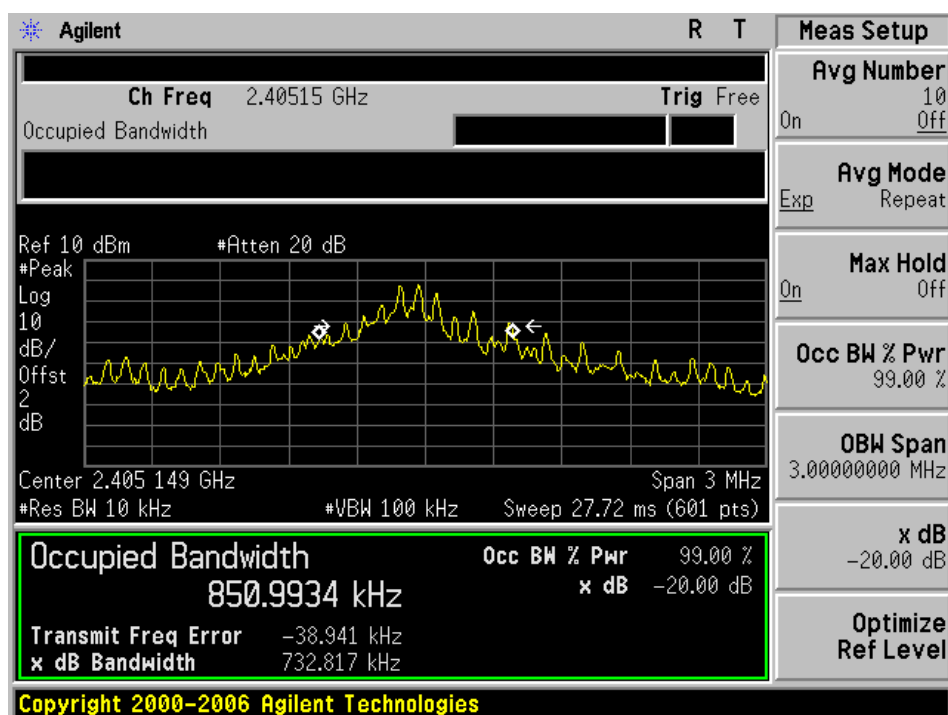 Agilent R T
Ch Freq 2.40515 GHz Trig Free
Occupied Bandwidth
Ref 10 dBm #Atten 20 dB
#Peak
Log
10
dB/
Offst
2
dB
Center 2.405 149 GHz Span 3 MHz
#Res BW 10 kHz #VBW 100 kHz Sweep 27.72 ms (601 pts)
Occupied Bandwidth Occ BW % Pwr 99.00 %
850.9934 kHz x dB -20.00 dB
Transmit Freq Error -38.941 kHz
x dB Bandwidth 732.817 kHz
Copyright 2000-2006 Agilent Technologies
Meas Setup
Avg Number
10
On Off
Avg Mode
Exp Repeat
Max Hold
On Off
Occ BW % Pwr
99.00 %
OBW Span
3.00000000 MHz
x dB
-20.00 dB
Optimize
Ref Level